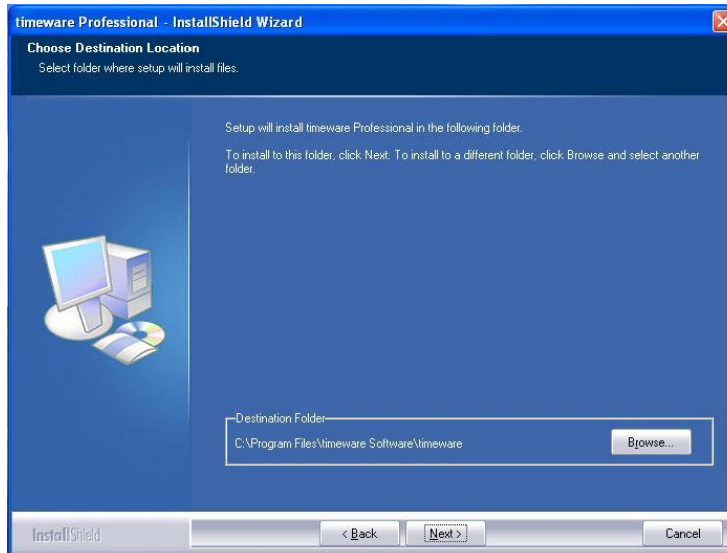 timeware Professional - InstallShield Wizard
Choose Destination Location
Select folder where setup will install files.
Setup will install timeware Professional in the following folder.
To install to this folder, click Next. To install to a different folder, click Browse and select another
folder.
Destination Folder
C:\Program Files\timeware Software\timeware
Browse...
InstallShield
< Back
Next >
Cancel